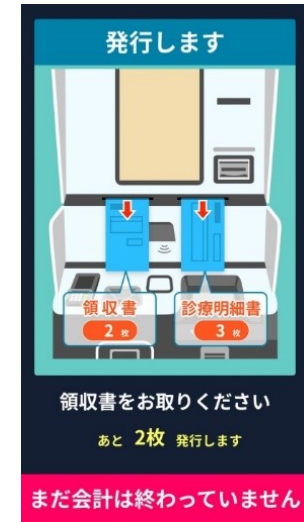 発行します
領収書
2 枚
診療明細書
3 枚
領収書をお取りください
あと 2枚 発行します
まだ会計は終わっていません